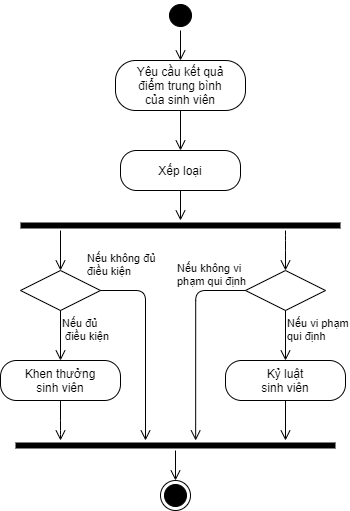 Yêu cầu kết quả
điểm trung bình
của sinh viên
Xếp loại
Nếu không đủ
điều kiện
Nếu không vi
phạm qui định
Nếu đủ
điều kiện
Nếu vi phạm
qui định
Khen thưởng
sinh viên
Kỷ luật
sinh viên